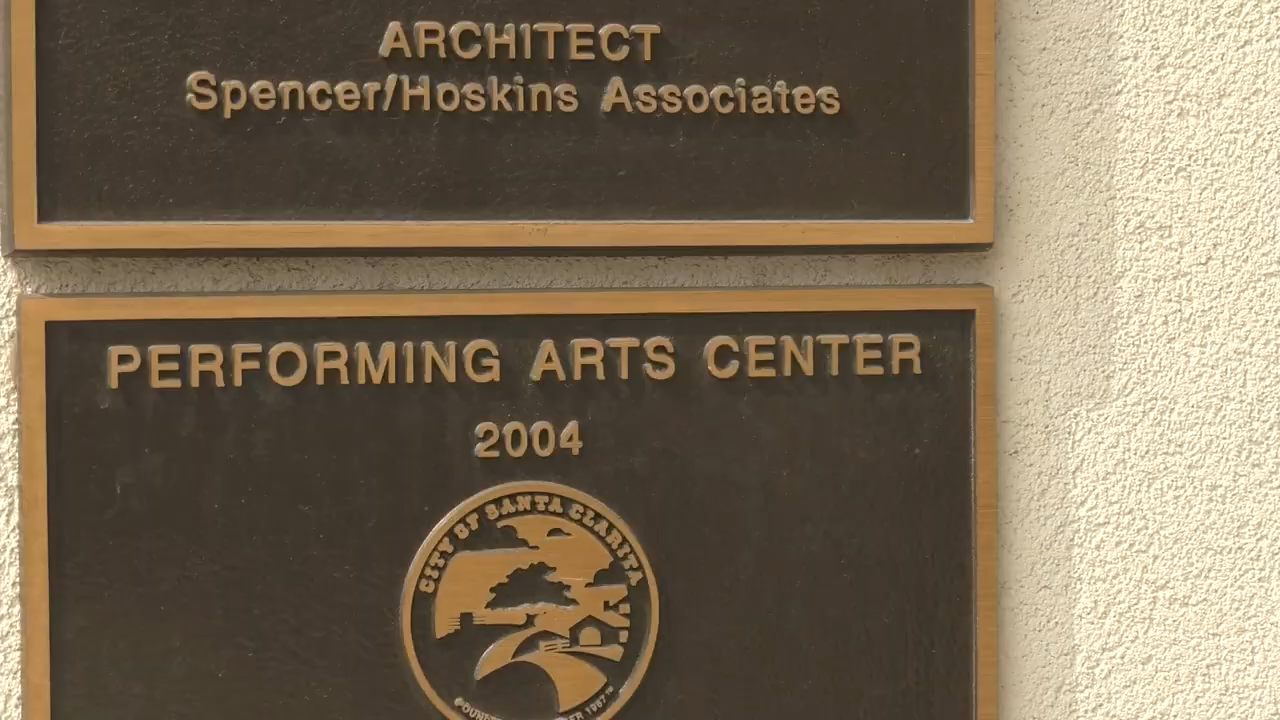 ARCHITECT
Spencer/Hoskins Associates
PERFORMING ARTS CENTER
2004
CITY OF SANTA CLARITA